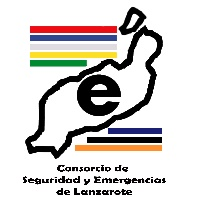 e
Consorcio de
Seguridad y Emergencias
de Lanzarote